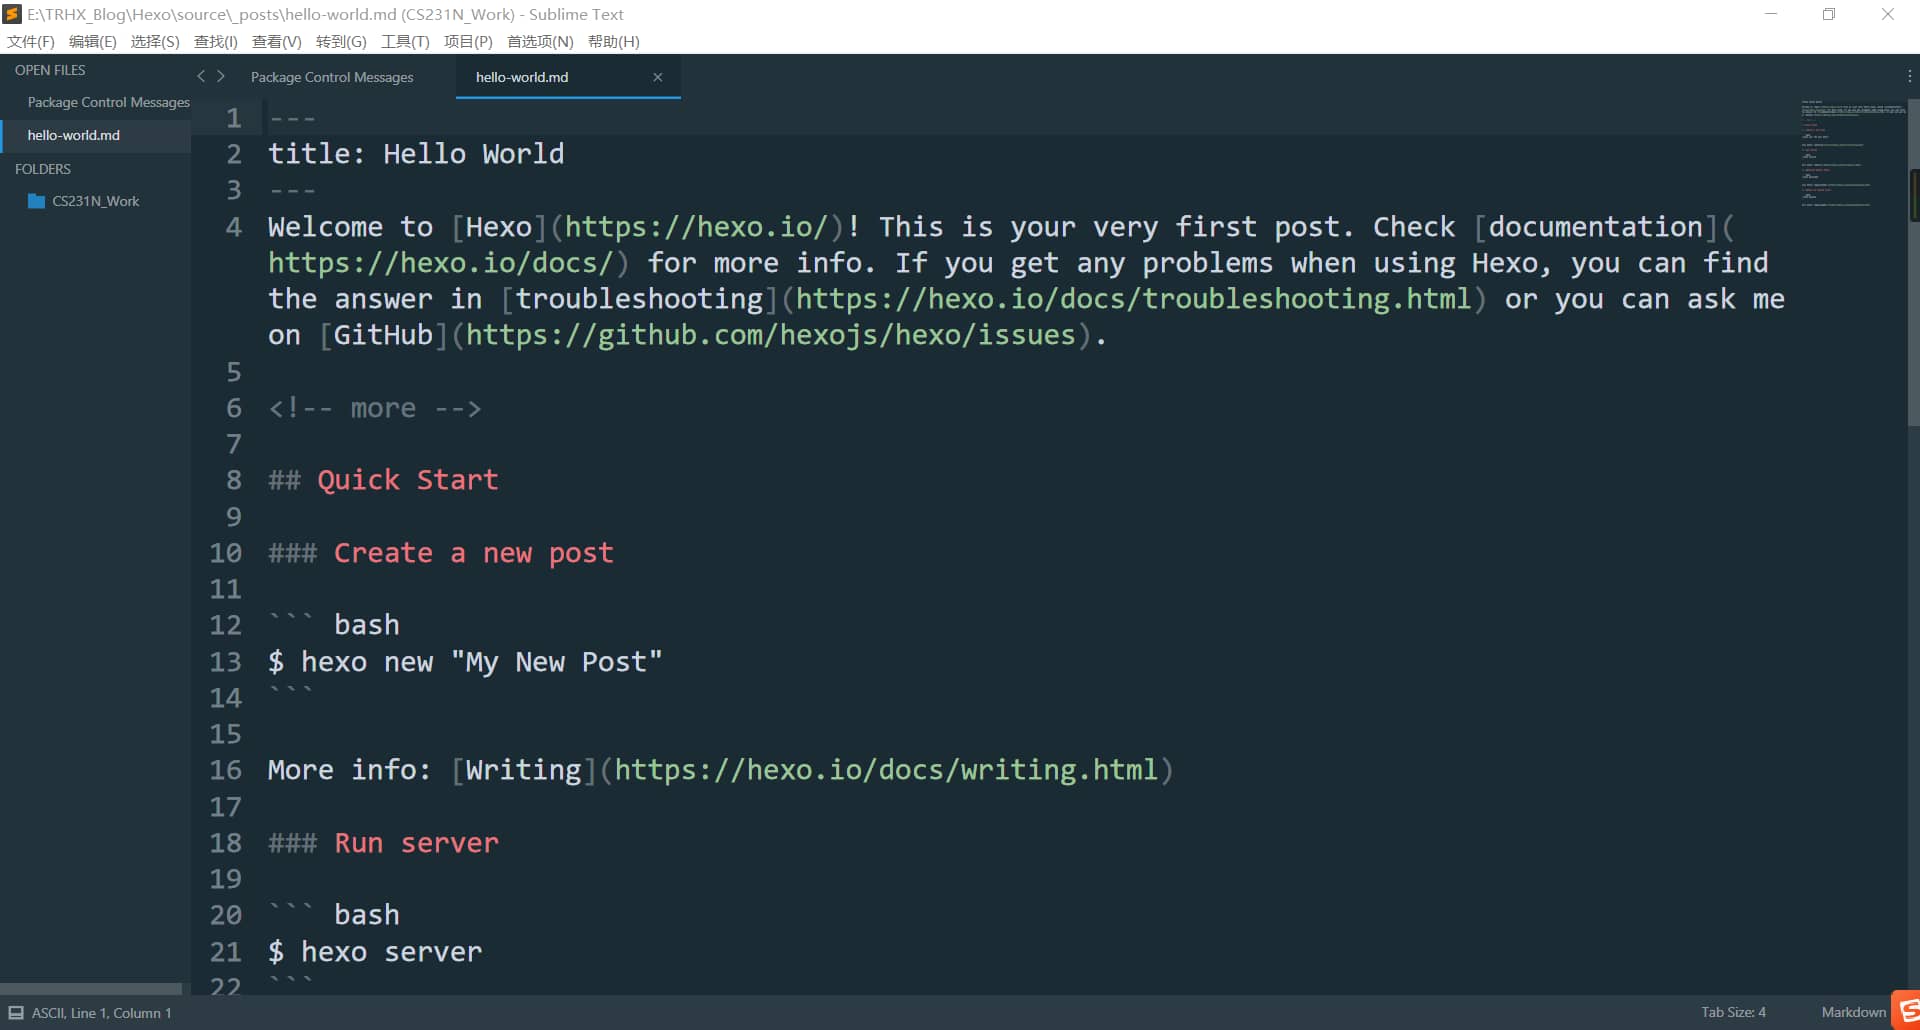 E:\TRHX_Blog\Hexo\source\_posts\hello-world.md (CS231N_Work) - Sublime Text
文件(F) 编辑(E) 选择(S) 查找(I) 查看(V) 转到(G) 工具(T) 项目(P) 首选项(N) 帮助(H)
OPEN FILES
Package Control Messages
hello-world.md
FOLDERS
CS231N_Work
Package Control Messages
hello-world.md
1 ---
2 title: Hello World
3 ---
4 Welcome to [Hexo](https://hexo.io/)! This is your very first post. Check [documentation](
https://hexo.io/docs/) for more info. If you get any problems when using Hexo, you can find
the answer in [troubleshooting](https://hexo.io/docs/troubleshooting.html) or you can ask me
on [GitHub](https://github.com/hexojs/hexo/issues).
5
6 <!-- more -->
7
8 ## Quick Start
9
10 ### Create a new post
11
12 ``` bash
13 $ hexo new "My New Post"
14 ```
15
16 More info: [Writing](https://hexo.io/docs/writing.html)
17
18 ### Run server
19
20 ``` bash
21 $ hexo server
22 ```
ASCII, Line 1, Column 1
Tab Size: 4
Markdown